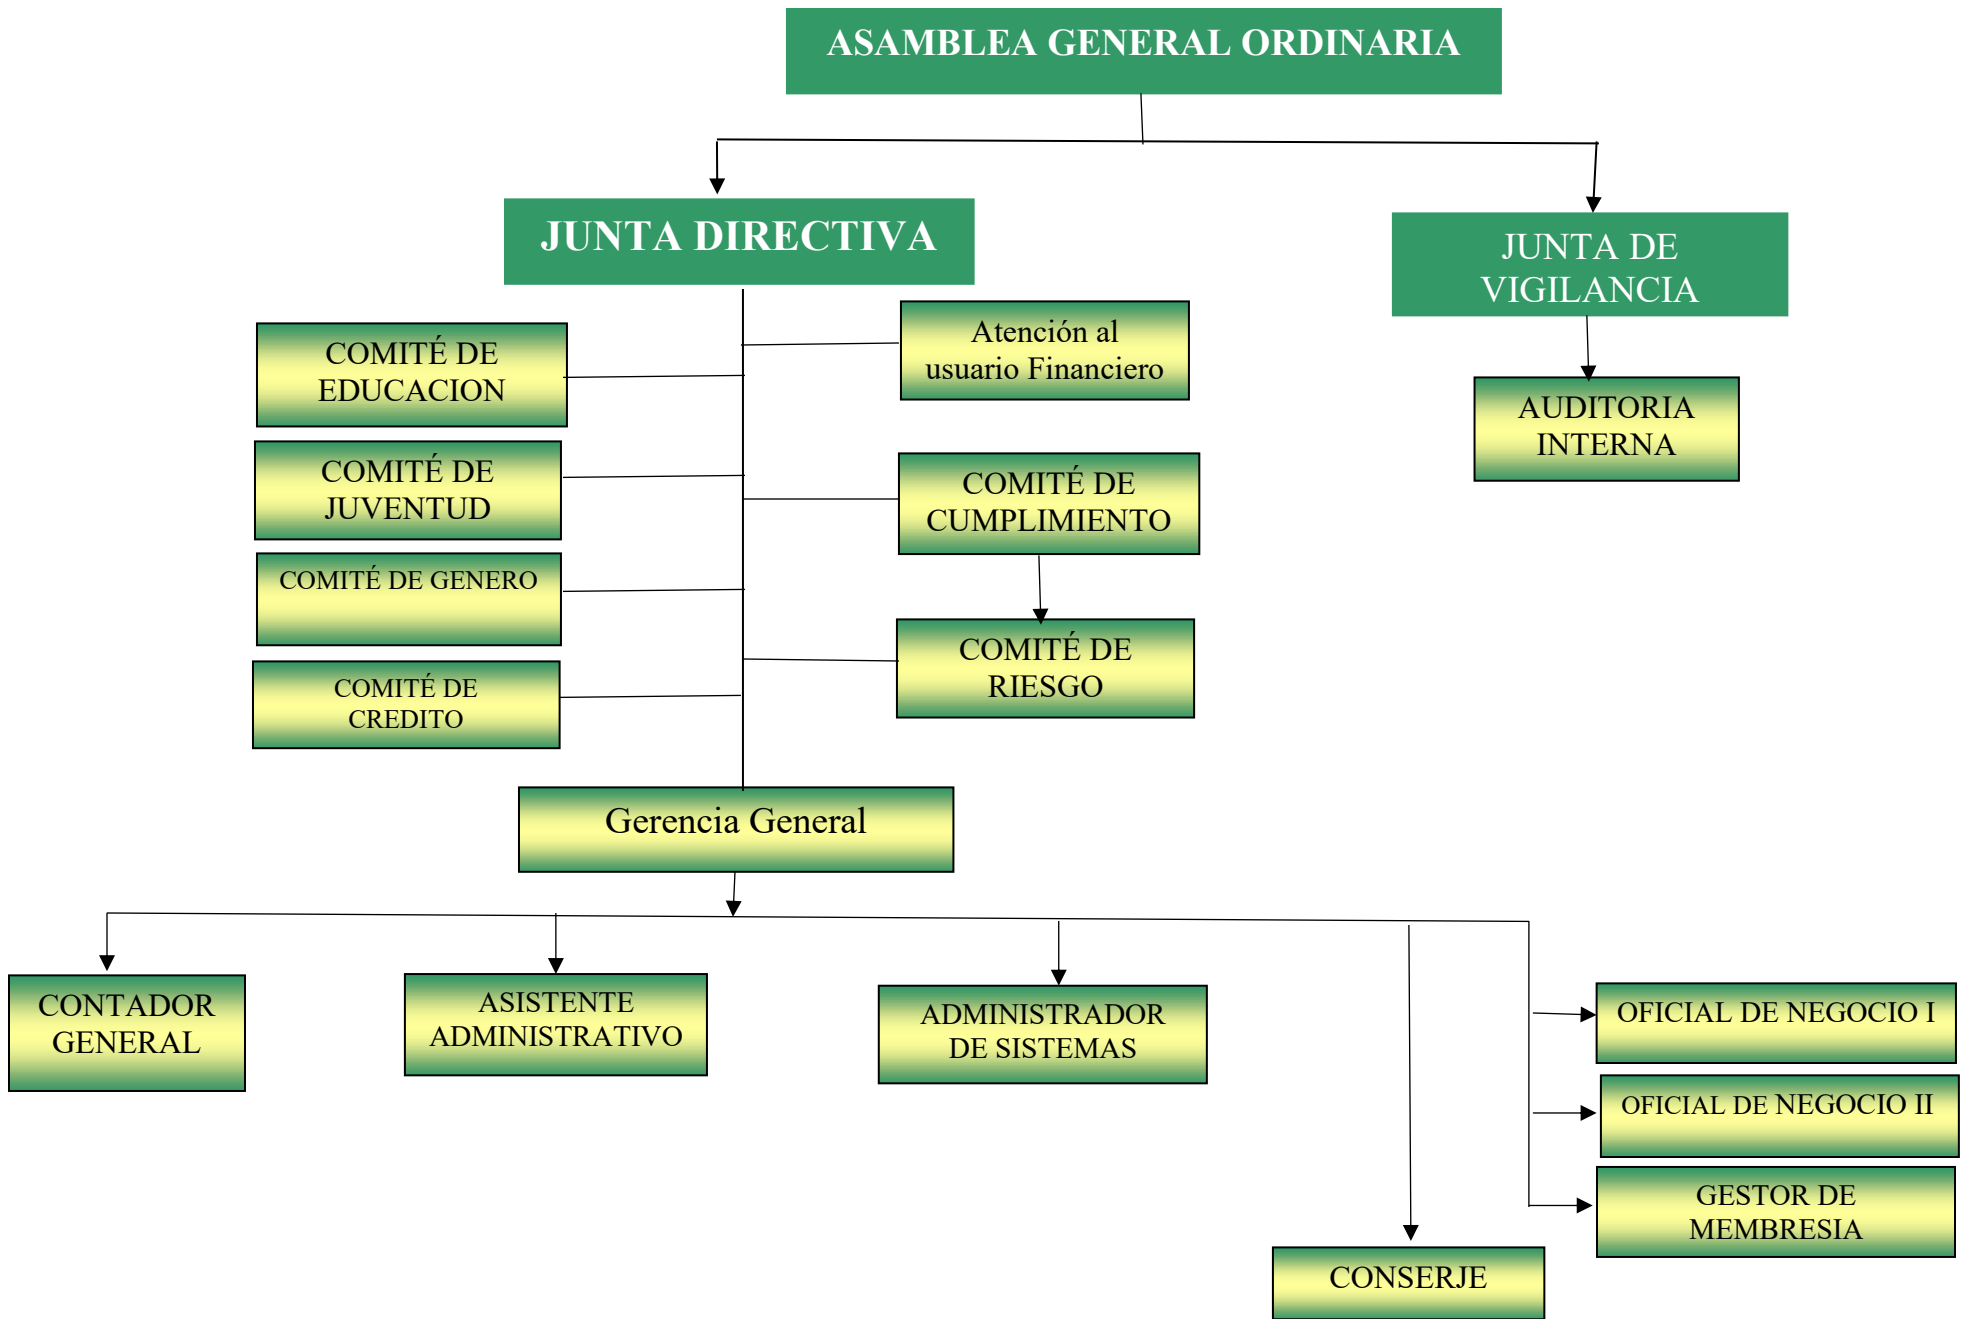 ASAMBLEA GENERAL ORDINARIA
JUNTA DIRECTIVA
JUNTA DE
VIGILANCIA
COMITÉ DE
EDUCACION
Atención al
usuario Financiero
AUDITORIA
INTERNA
COMITÉ DE
JUVENTUD
COMITÉ DE
CUMPLIMIENTO
COMITÉ DE GENERO
COMITÉ DE
RIESGO
COMITÉ DE
CREDITO
Gerencia General
CONTADOR
GENERAL
ASISTENTE
ADMINISTRATIVO
ADMINISTRADOR
DE SISTEMAS
OFICIAL DE NEGOCIO I
OFICIAL DE NEGOCIO II
GESTOR DE
MEMBRESIA
CONSERJE